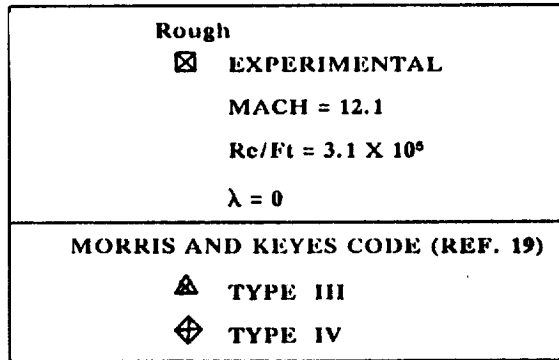 Rough
EXPERIMENTAL
MACH = 12.1
Re/Ft = 3.1 X 10⁶
λ = 0
MORRIS AND KEYES CODE (REF. 19)
TYPE III
TYPE IV